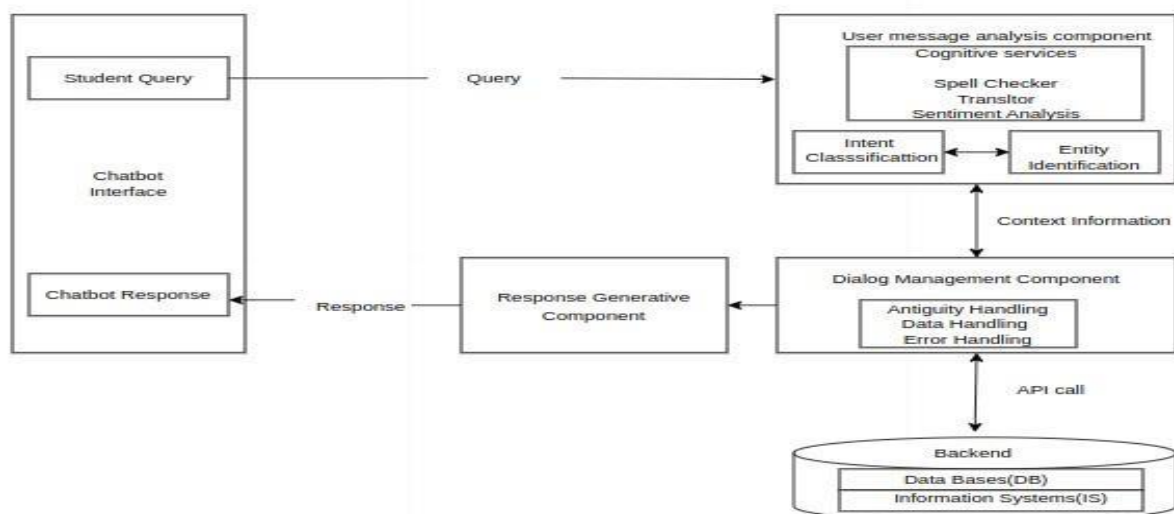 User message analysis component
Cognitive services
Spell Checker
Transltor
Sentiment Analysis
Student Query
Query
Intent
Classsificattion
Entity
Identification
Chatbot
Interface
Context Information
Chatbot Response
Response
Response Generative
Component
Dialog Management Component
Antiguity Handling
Data Handling
Error Handling
API call
Backend
Data Bases(DB)
Information Systems(IS)